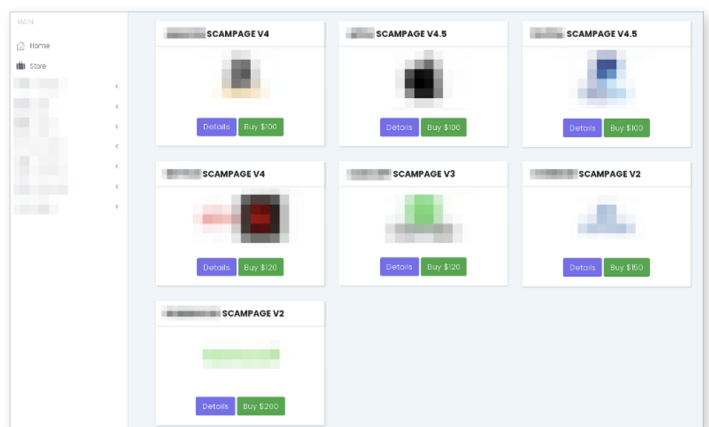 MAIN
Home
Store
SCAMPAGE V4
Details Buy $100
SCAMPAGE V4.5
Details Buy $100
SCAMPAGE V4.5
Details Buy $100
SCAMPAGE V4
Details Buy $120
SCAMPAGE V3
Details Buy $120
SCAMPAGE V2
Details Buy $150
SCAMPAGE V2
Details Buy $200